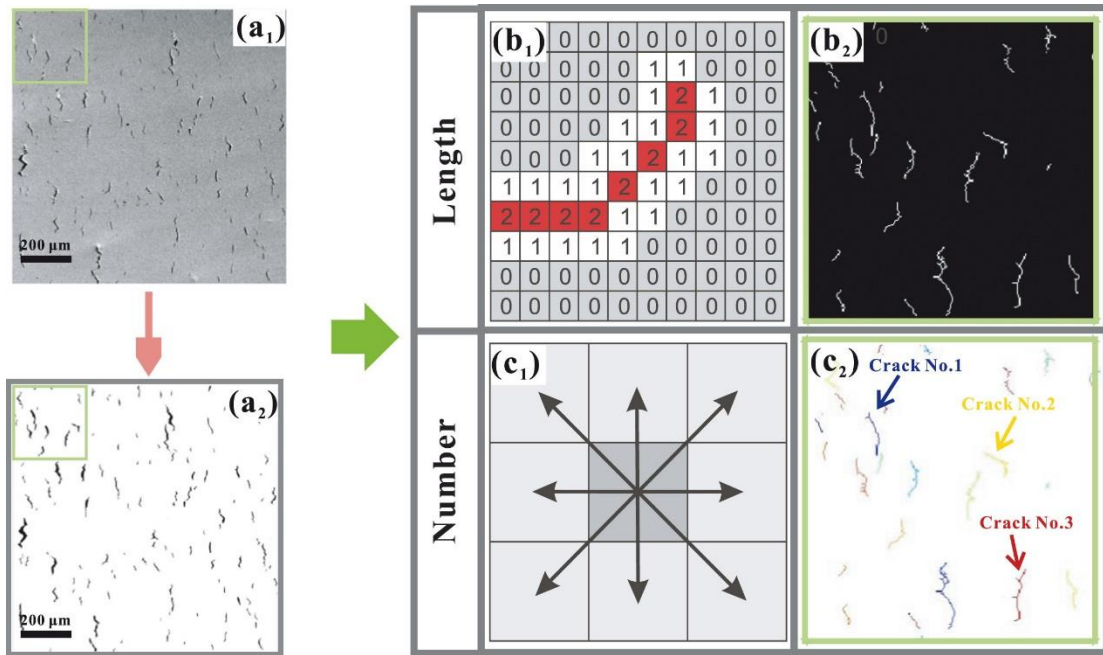 (a1)
200 μm
(a2)
200 μm
Length
(b1)
0 0 0 0 0 0 0 0
0 0 0 0 0 1 1 0 0 0
0 0 0 0 0 1 2 1 0 0
0 0 0 0 1 1 2 1 0 0
0 0 0 1 1 2 1 1 0 0
1 1 1 1 2 1 1 0 0 0
2 2 2 2 1 1 0 0 0 0
1 1 1 1 1 0 0 0 0 0
0 0 0 0 0 0 0 0 0 0
0 0 0 0 0 0 0 0 0 0
(b2)
0
Number
(c1)
(c2)
Crack No.1
Crack No.2
Crack No.3